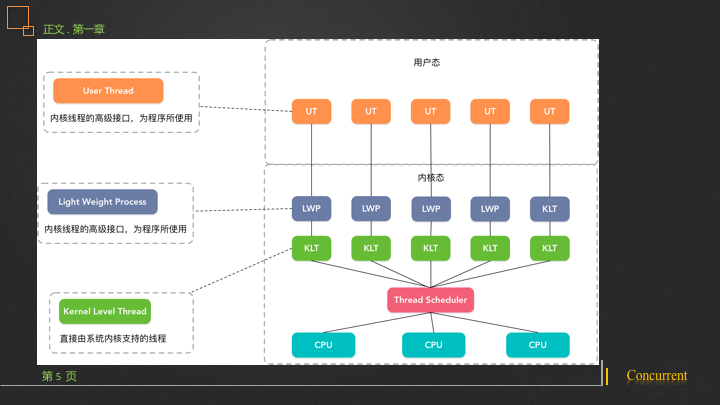 正文 . 第一章
用户态
User Thread
内核线程的高级接口，为程序所使用
UT UT UT UT UT
内核态
Light Weight Process
内核线程的高级接口，为程序所使用
LWP LWP LWP LWP KLT
KLT KLT KLT KLT KLT
Thread Scheduler
Kernel Level Thread
直接由系统内核支持的线程
CPU CPU CPU
第 5 页
Concurrent